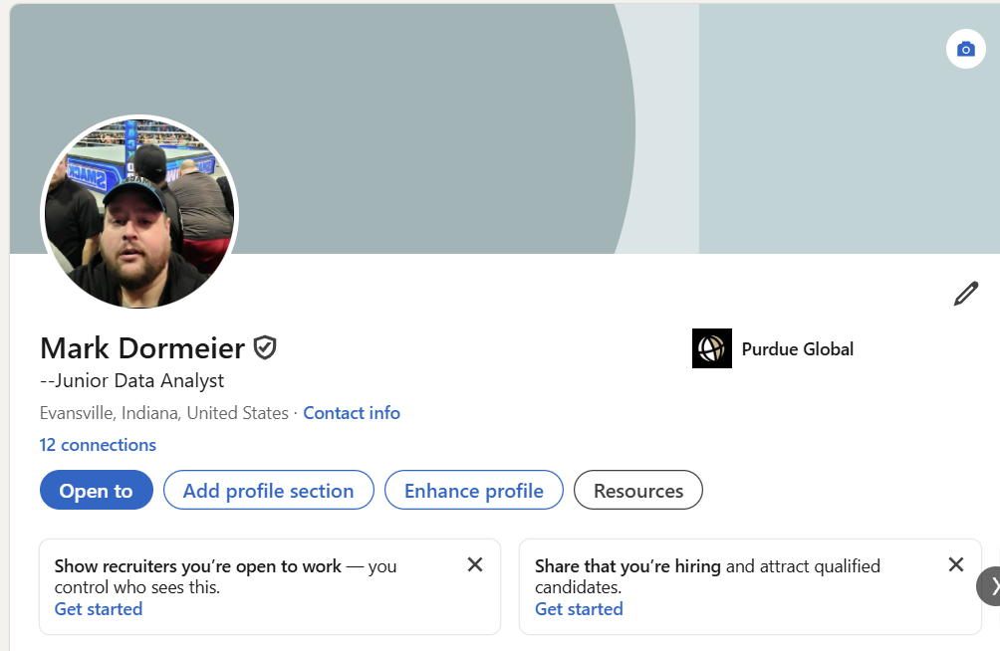 SMACK
Mark Dormeier
Purdue Global
--Junior Data Analyst
Evansville, Indiana, United States · Contact info
12 connections
Open to
Add profile section
Enhance profile
Resources
Show recruiters you’re open to work — you
control who sees this.
Get started
Share that you’re hiring and attract qualified
candidates.
Get started